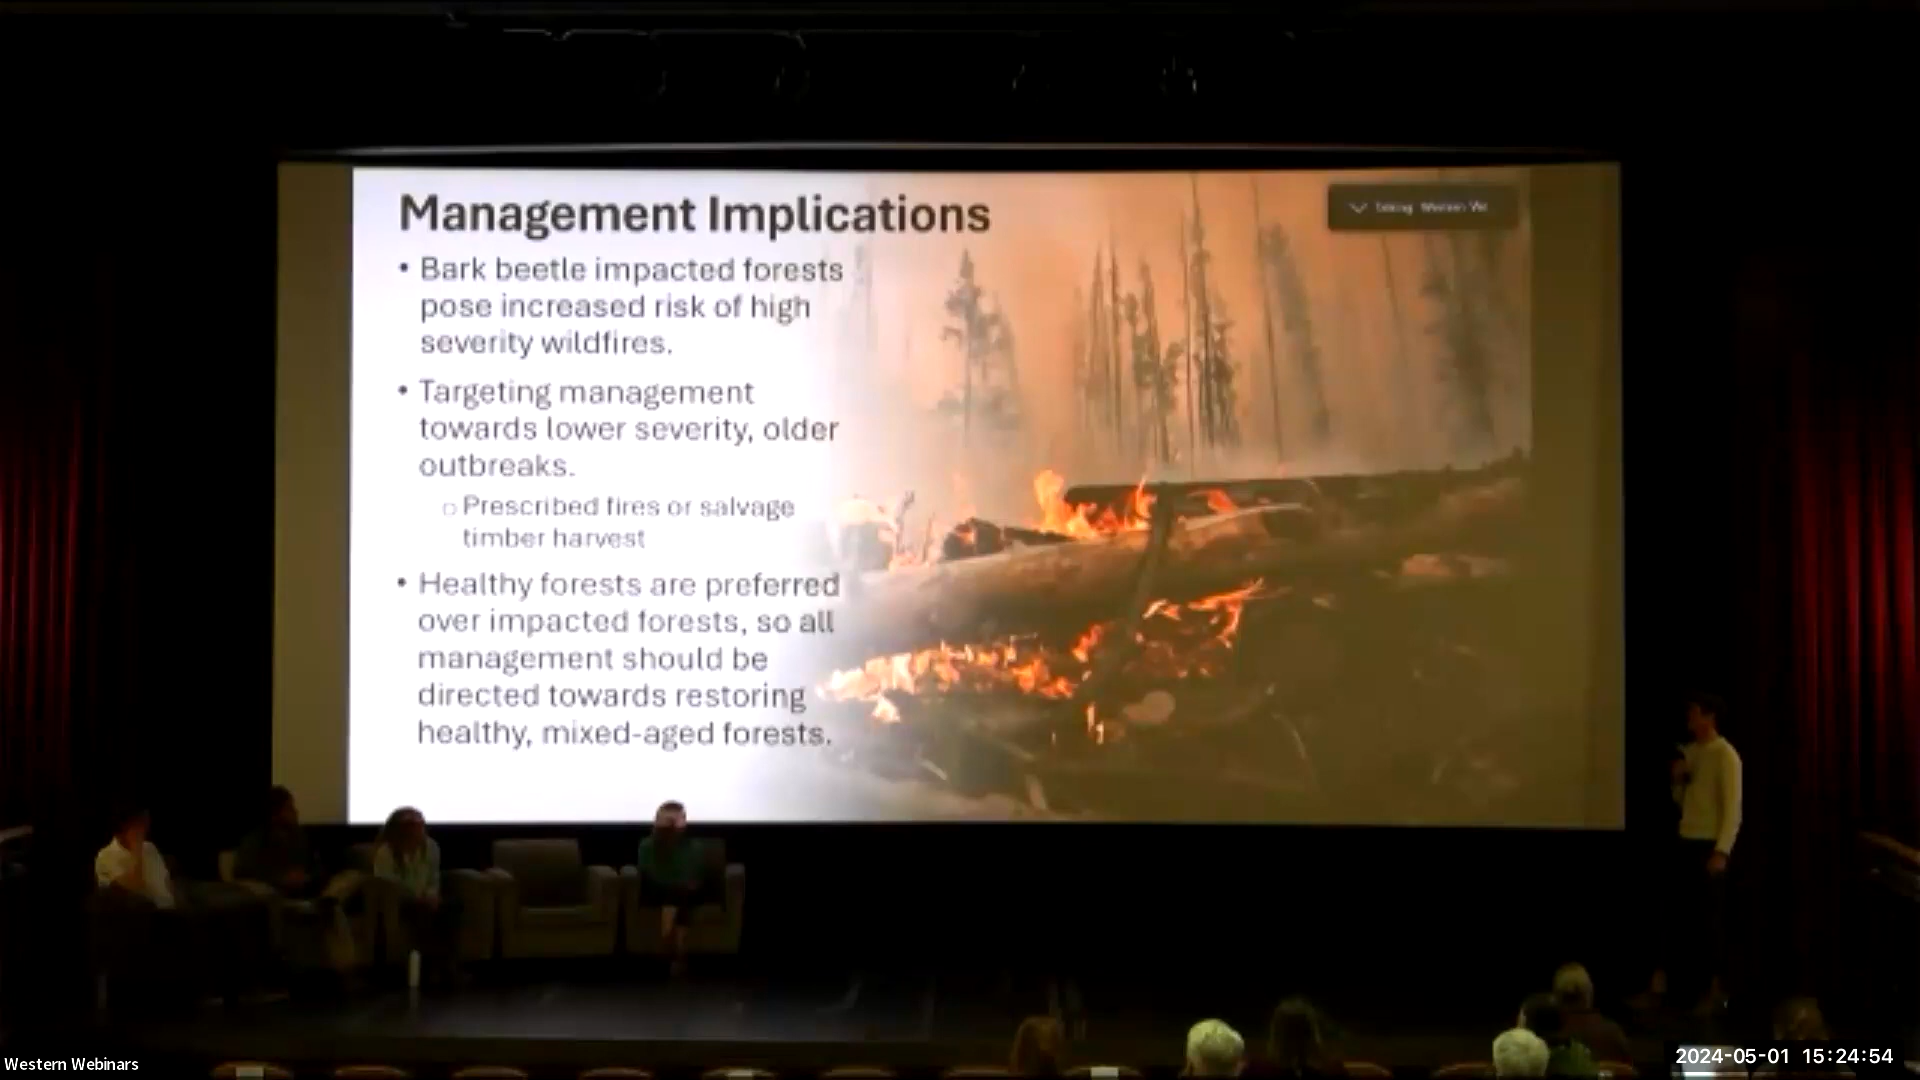 Management Implications
• Bark beetle impacted forests
pose increased risk of high
severity wildfires.
• Targeting management
towards lower severity, older
outbreaks.
○ Prescribed fires or salvage
timber harvest
• Healthy forests are preferred
over impacted forests, so all
management should be
directed towards restoring
healthy, mixed-aged forests.
Western Webinars
2024-05-01 15:24:54